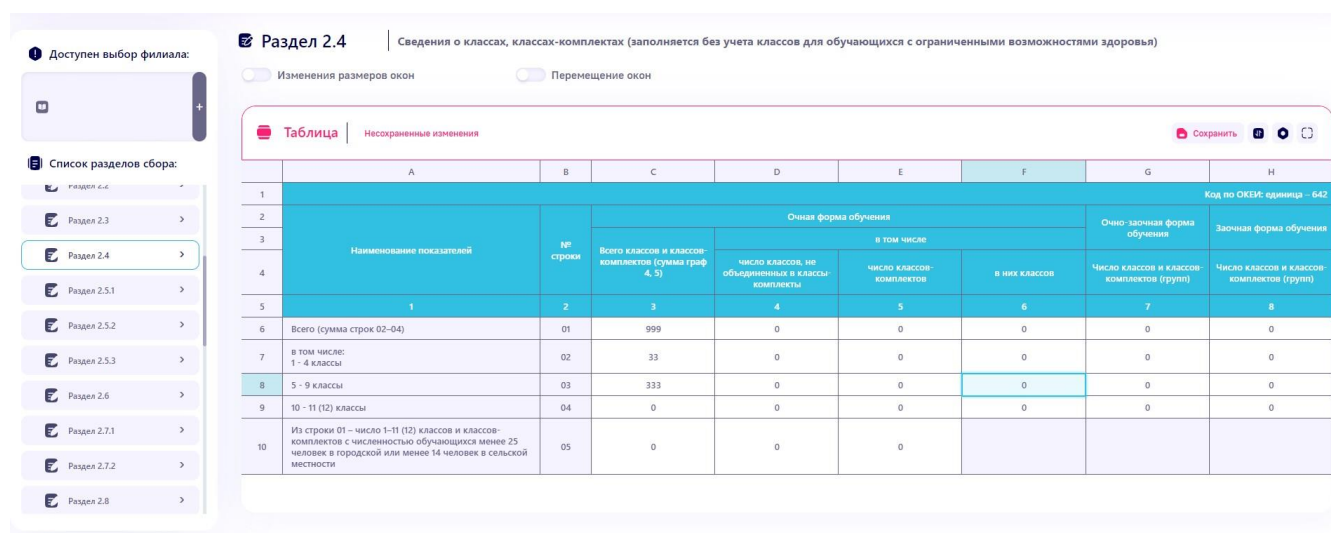 Доступен выбор филиала:
+
Список разделов сбора:
Раздел 2.2
Раздел 2.3
Раздел 2.4
Раздел 2.5.1
Раздел 2.5.2
Раздел 2.5.3
Раздел 2.6
Раздел 2.7.1
Раздел 2.7.2
Раздел 2.8
Раздел 2.4
Сведения о классах, классах-комплектах (заполняется без учета классов для обучающихся с ограниченными возможностями здоровья)
Изменения размеров окон
Перемещение окон
Таблица
Несохраненные изменения
Сохранить
A B C D E F G H
1 Код по ОКЕИ: единица – 642
2
3
4
5
Наименование показателей
№
строки
Очная форма обучения
Всего классов и классов-
комплектов (сумма граф
4, 5)
в том числе
число классов, не
объединенных в классы-
комплекты
число классов-
комплектов
в них классов
Очно-заочная форма
обучения
Число классов и классов-
комплектов (групп)
Заочная форма обучения
Число классов и классов-
комплектов (групп)
1 2 3 4 5 6 7 8
6 Всего (сумма строк 02–04) 01 999 0 0 0 0 0
7 в том числе:
1 - 4 классы 02 33 0 0 0 0 0
8 5 - 9 классы 03 333 0 0 0 0 0
9 10 - 11 (12) классы 04 0 0 0 0 0 0
10 Из строки 01 – число 1–11 (12) классов и классов-
комплектов с численностью обучающихся менее 25
человек в городской или менее 14 человек в сельской
местности 05 0 0 0